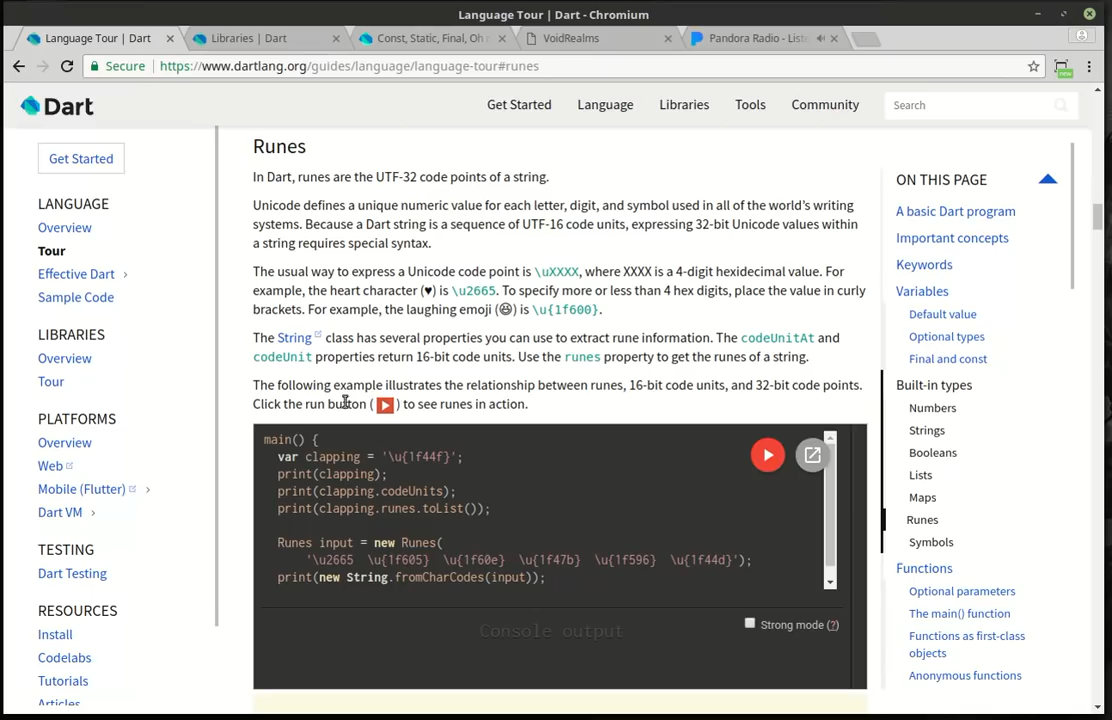 Language Tour | Dart - Chromium
Language Tour | Dart
Libraries | Dart
Const, Static, Final, Oh m
VoidRealms
Pandora Radio - Liste
Secure
https://www.dartlang.org/guides/language/language-tour#runes
new
Dart
Get Started
Language
Libraries
Tools
Community
Search
Get Started
LANGUAGE
Overview
Tour
Effective Dart
Sample Code
LIBRARIES
Overview
Tour
PLATFORMS
Overview
Web
Mobile (Flutter)
Dart VM
TESTING
Dart Testing
RESOURCES
Install
Codelabs
Tutorials
Articles
Runes
In Dart, runes are the UTF-32 code points of a string.
Unicode defines a unique numeric value for each letter, digit, and symbol used in all of the world's writing
systems. Because a Dart string is a sequence of UTF-16 code units, expressing 32-bit Unicode values within
a string requires special syntax.
The usual way to express a Unicode code point is \uXXXX, where XXXX is a 4-digit hexidecimal value. For
example, the heart character (♥) is \u2665. To specify more or less than 4 hex digits, place the value in curly
brackets. For example, the laughing emoji (😆) is \u{1f600}.
The String class has several properties you can use to extract rune information. The codeUnitAt and
codeUnit properties return 16-bit code units. Use the runes property to get the runes of a string.
The following example illustrates the relationship between runes, 16-bit code units, and 32-bit code points.
Click the run button ( ) to see runes in action.
main() {
var clapping = '\u{1f44f}';
print(clapping);
print(clapping.codeUnits);
print(clapping.runes.toList());
Runes input = new Runes(
'\u2665 \u{1f605} \u{1f60e} \u{1f47b} \u{1f596} \u{1f44d}');
print(new String.fromCharCodes(input));
Console output
Strong mode (?)
ON THIS PAGE
A basic Dart program
Important concepts
Keywords
Variables
Default value
Optional types
Final and const
Built-in types
Numbers
Strings
Booleans
Lists
Maps
Runes
Symbols
Functions
Optional parameters
The main() function
Functions as first-class
objects
Anonymous functions